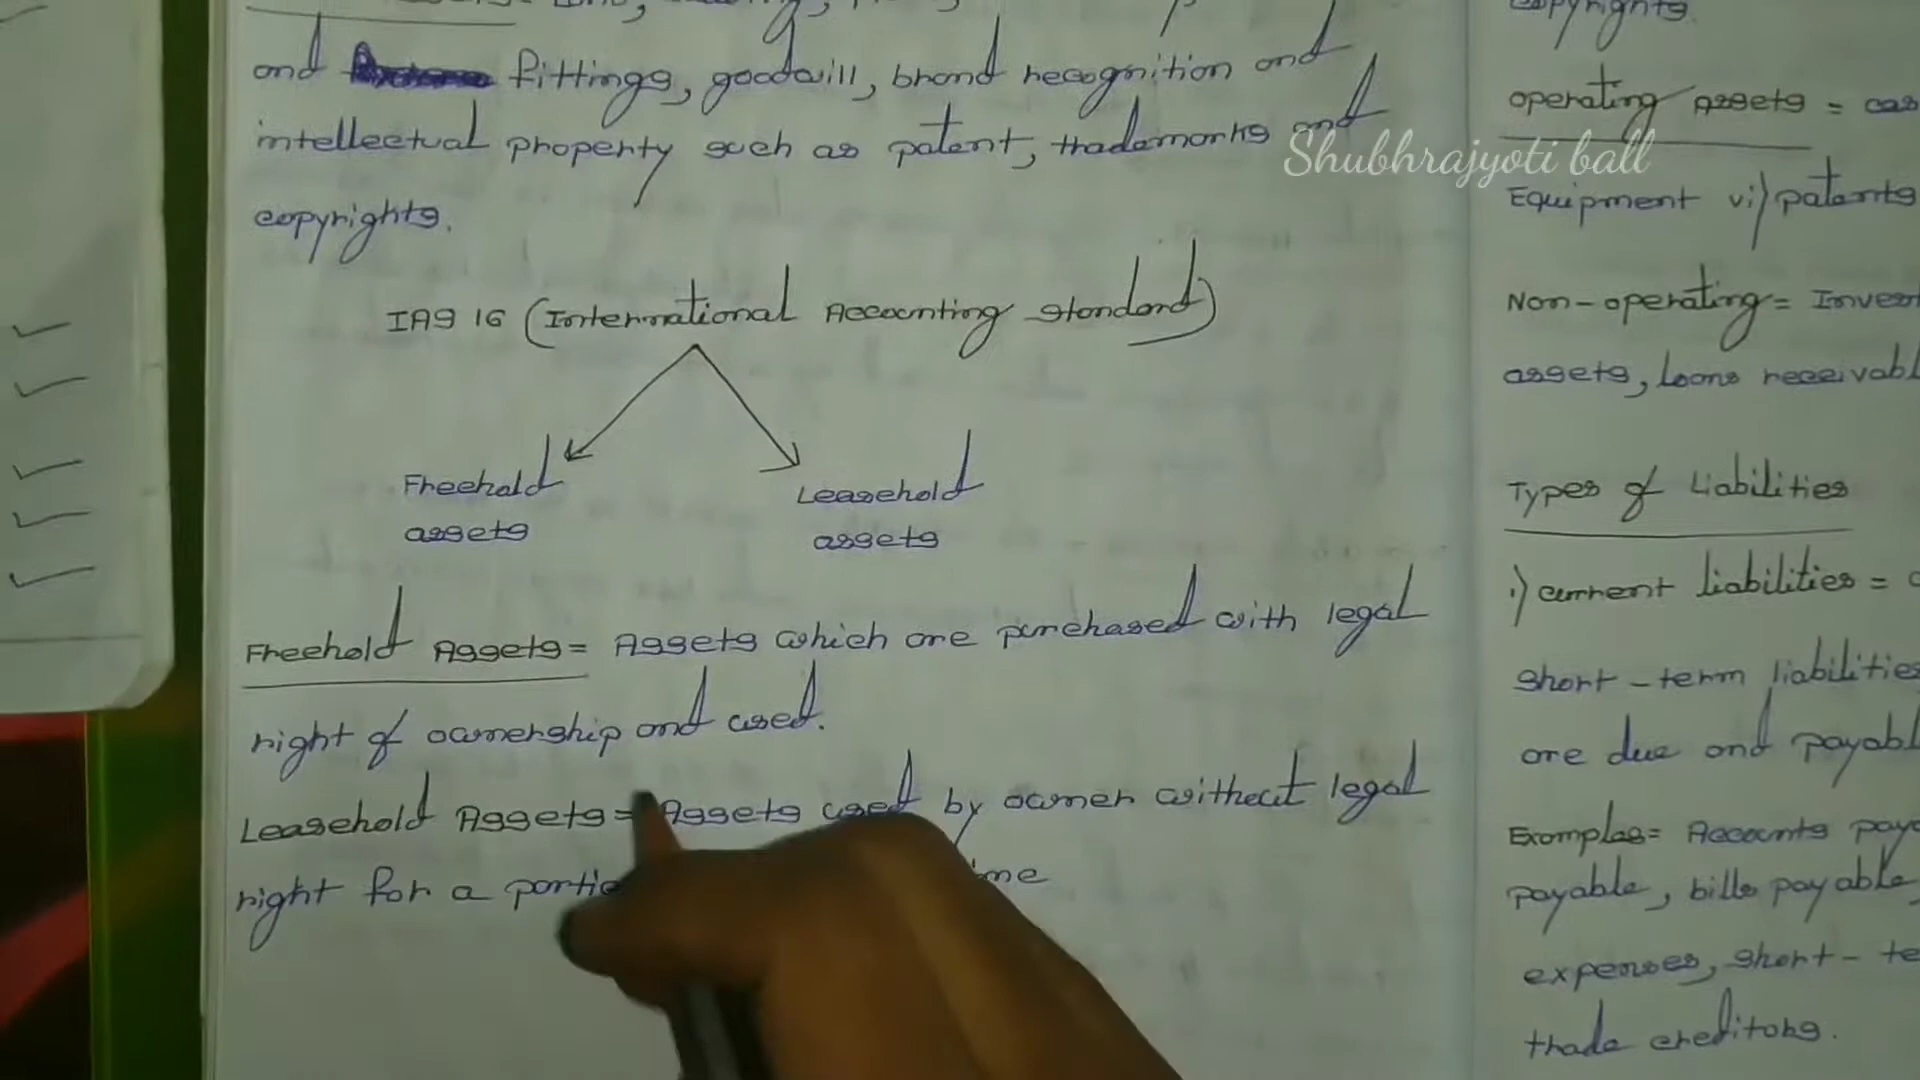 and fittings, goodwill, brand recognition and
intellectual property such as patent, trademarks and
copyrights.
IAS 16 (International Accounting standard)
Freehold
assets
Leasehold
assets
Freehold Assets = Assets which are purchased with legal
right of ownership and used.
Leasehold Assets = Assets used by owner without legal
right for a
copyrights.
operating Assets =
Equipment vi) patents
Non-operating =
assets, loans
Types of Liabilities
i) current liabilities =
short-term liabilities
are due and
Examples = Accounts
payable, bills payable,
expenses, short-
trade creditors.
Shubhrajyoti ball